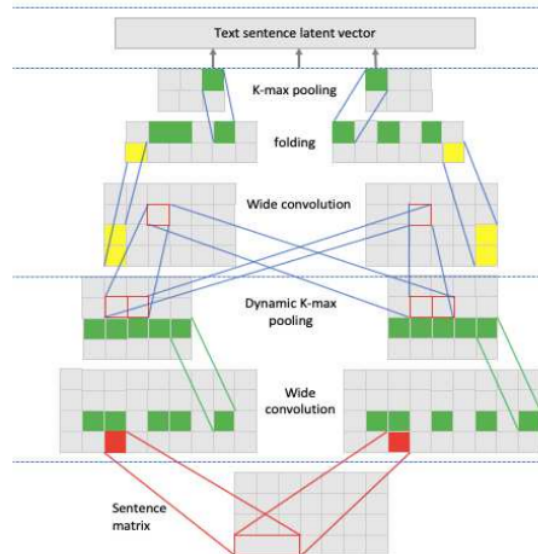 Text sentence latent vector
K-max pooling
folding
Wide convolution
Dynamic K-max
pooling
Wide
convolution
Sentence
matrix